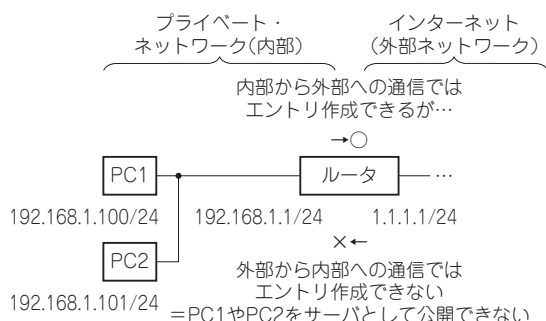 プライベート・
ネットワーク(内部)
インターネット
(外部ネットワーク)
内部から外部への通信では
エントリ作成できるが…
→○
PC1
ルータ
…
192.168.1.100/24
192.168.1.1/24
1.1.1.1/24
×←
PC2
外部から内部への通信では
エントリ作成できない
192.168.1.101/24
=PC1やPC2をサーバとして公開できない